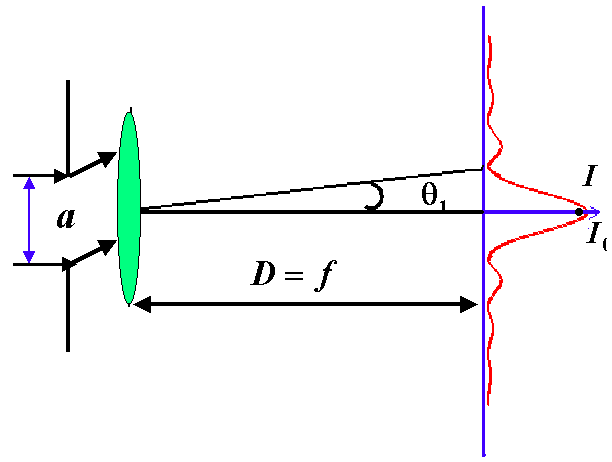 I
θ₁
a
I₀
D = f